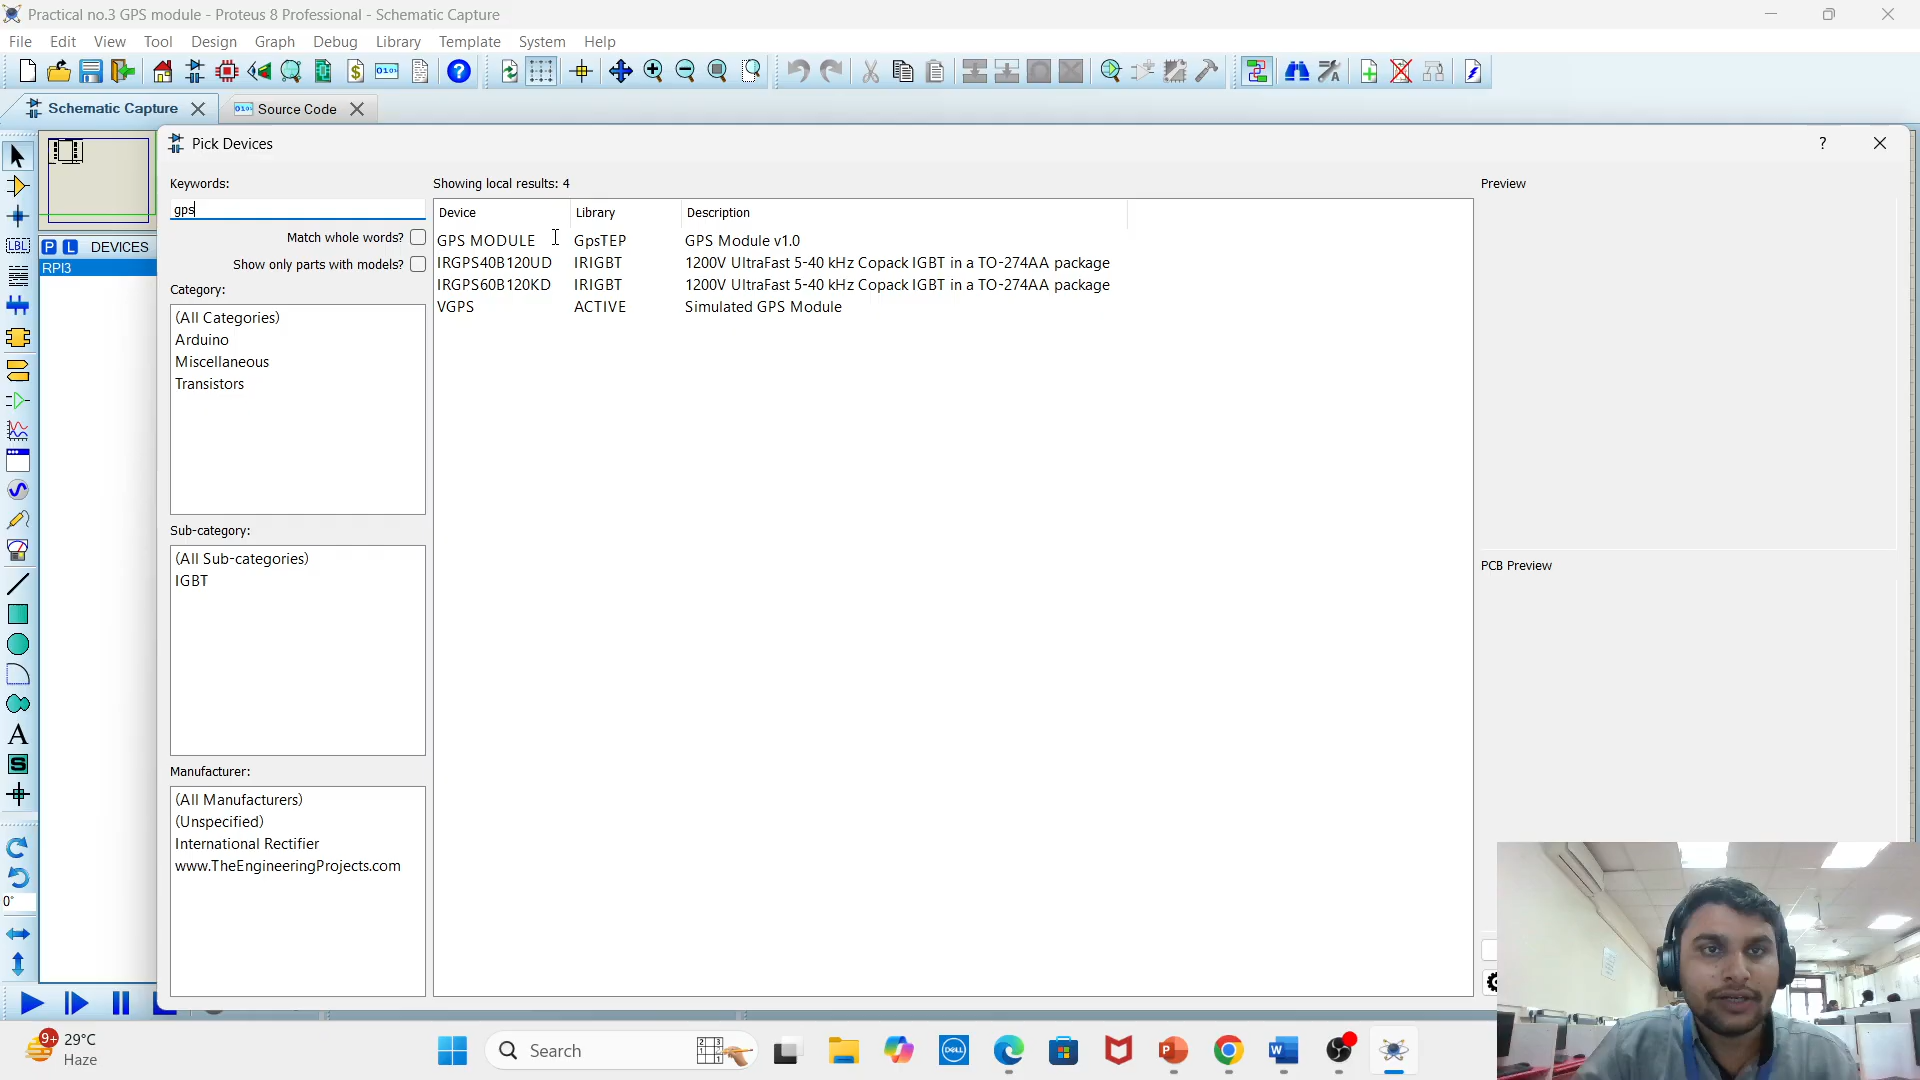 Practical no.3 GPS module - Proteus 8 Professional - Schematic Capture
File Edit View Tool Design Graph Debug Library Template System Help
Schematic Capture
Source Code
Pick Devices
?
Keywords:
gps
Match whole words?
Show only parts with models?
Category:
(All Categories)
Arduino
Miscellaneous
Transistors
Sub-category:
(All Sub-categories)
IGBT
Manufacturer:
(All Manufacturers)
(Unspecified)
International Rectifier
www.TheEngineeringProjects.com
Showing local results: 4
Device Library Description
GPS MODULE GpsTEP GPS Module v1.0
IRGPS40B120UD IRIGBT 1200V UltraFast 5-40 kHz Copack IGBT in a TO-274AA package
IRGPS60B120KD IRIGBT 1200V UltraFast 5-40 kHz Copack IGBT in a TO-274AA package
VGPS ACTIVE Simulated GPS Module
Preview
PCB Preview
P L DEVICES
RPI3
LBL
A
S
0°
9+
29°C
Haze
Search
DELL